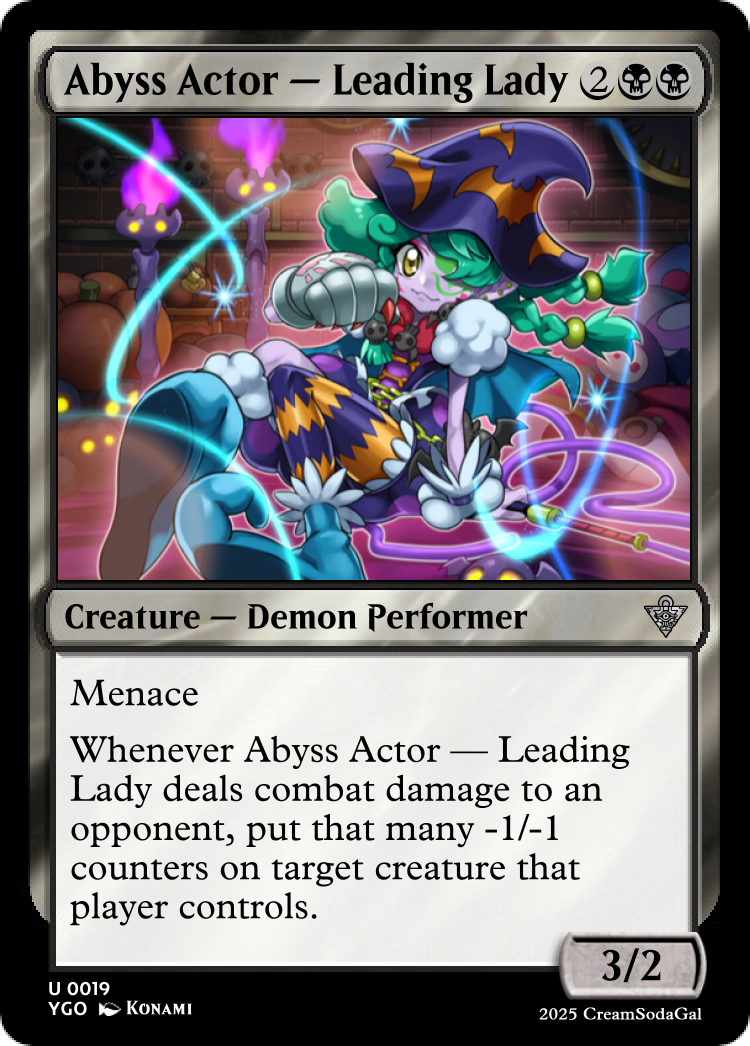 Abyss Actor — Leading Lady 2
Creature — Demon Performer
Menace
Whenever Abyss Actor — Leading
Lady deals combat damage to an
opponent, put that many -1/-1
counters on target creature that
player controls.
3/2
U 0019
YGO KONAMI
2025 CreamSodaGal